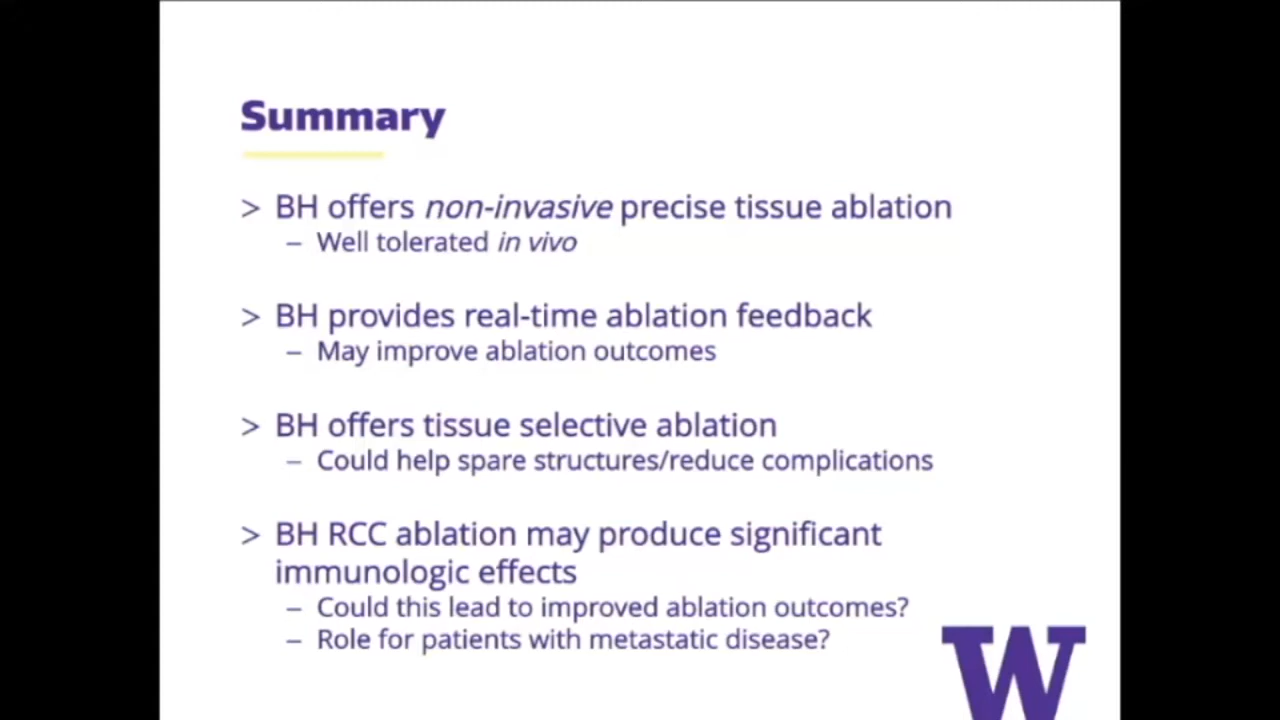 Summary
> BH offers non-invasive precise tissue ablation
– Well tolerated in vivo
> BH provides real-time ablation feedback
– May improve ablation outcomes
> BH offers tissue selective ablation
– Could help spare structures/reduce complications
> BH RCC ablation may produce significant
immunologic effects
– Could this lead to improved ablation outcomes?
– Role for patients with metastatic disease?
W